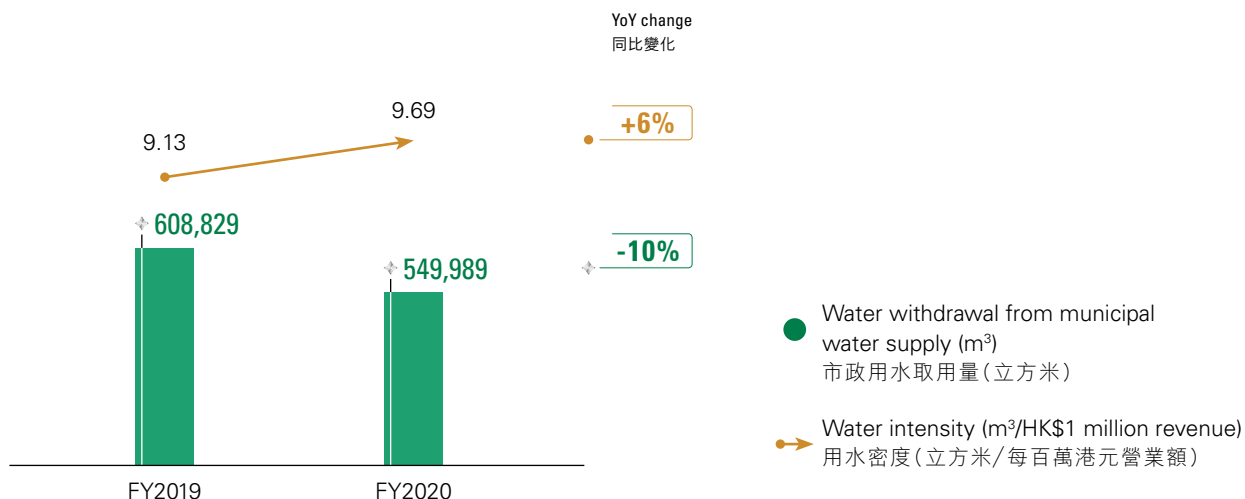 YoY change
同比變化
9.13
9.69
+6%
608,829
549,989
-10%
Water withdrawal from municipal
water supply (m³)
市政用水取用量(立方米)
Water intensity (m³/HK$1 million revenue)
用水密度(立方米/每百萬港元營業額)
FY2019
FY2020